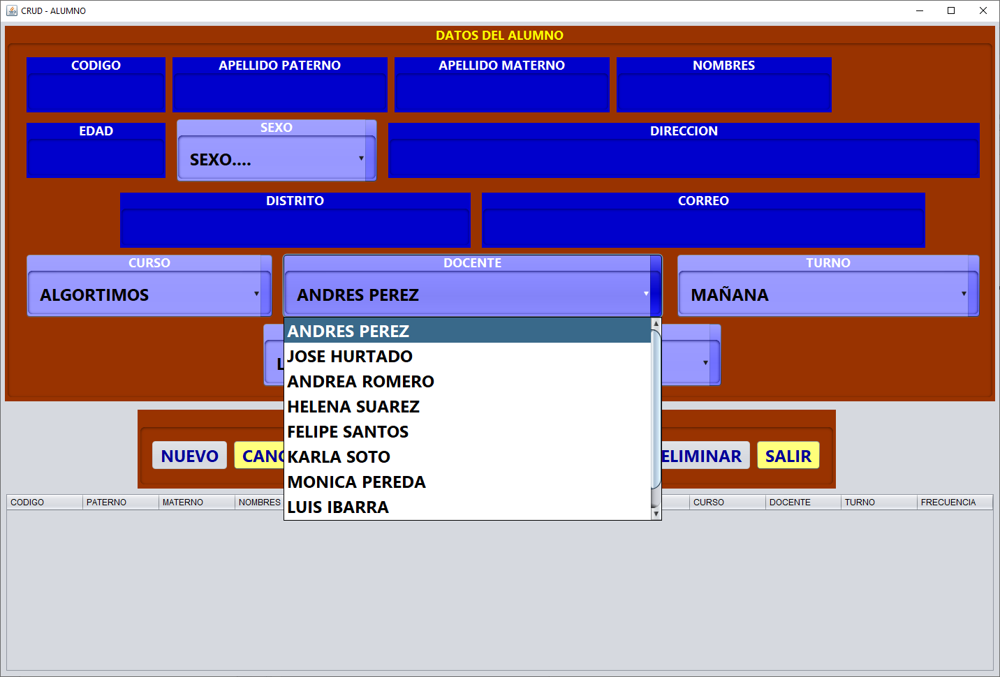 CRUD - ALUMNO
DATOS DEL ALUMNO
CODIGO APELLIDO PATERNO APELLIDO MATERNO NOMBRES
EDAD SEXO DIRECCION
SEXO....
DISTRITO CORREO
CURSO DOCENTE TURNO
ALGORTIMOS ANDRES PEREZ MAÑANA
ANDRES PEREZ
JOSE HURTADO
ANDREA ROMERO
HELENA SUAREZ
FELIPE SANTOS
KARLA SOTO
MONICA PEREDA
LUIS IBARRA
NUEVO ELIMINAR SALIR
CODIGO PATERNO MATERNO NOMBRES CURSO DOCENTE TURNO FRECUENCIA